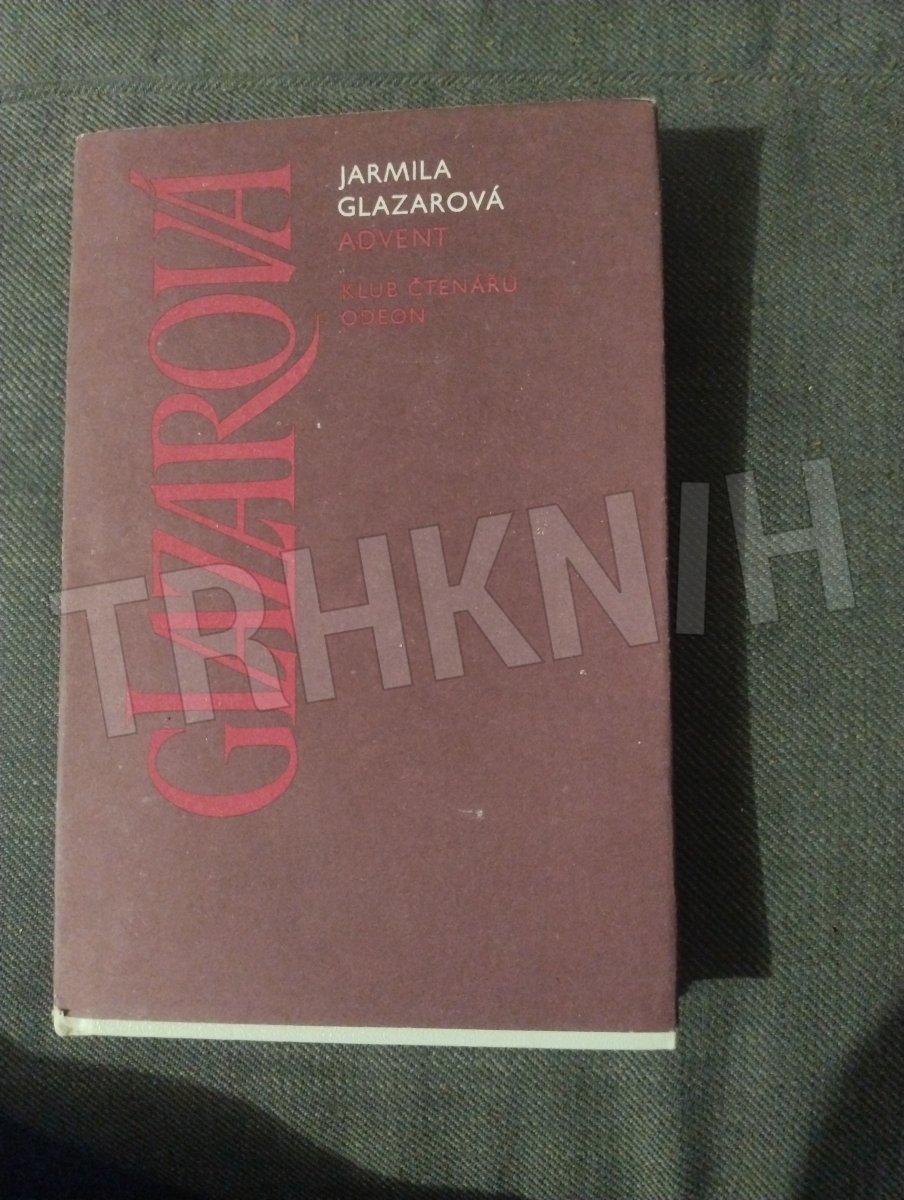 JARMILA
GLAZAROVÁ
ADVENT
KLUB ČTENÁŘŮ
ODEON
GLAZAROVÁ
TRHKNIH